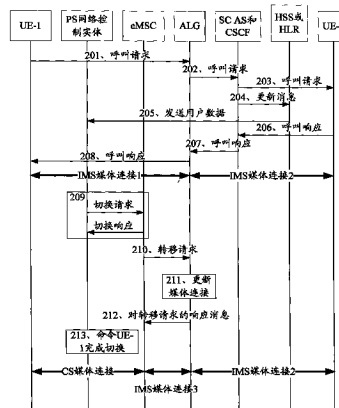 UE-1
PS网络控
制实体
eMSC
ALG
SC AS和
CSCF
HSS或
HLR
UE-
201、呼叫请求
202、呼叫请求
203、呼叫请求
204、更新消息
205、发送用户数据
206、呼叫响应
207、呼叫响应
208、呼叫响应
IMS媒体连接1
IMS媒体连接2
209
切换请求
切换响应
210、转移请求
211、更新
媒体连接
212、对转移请求的响应消息
213、命令UE-
1完成切换
CS媒体连接
IMS媒体连接2
IMS媒体连接3